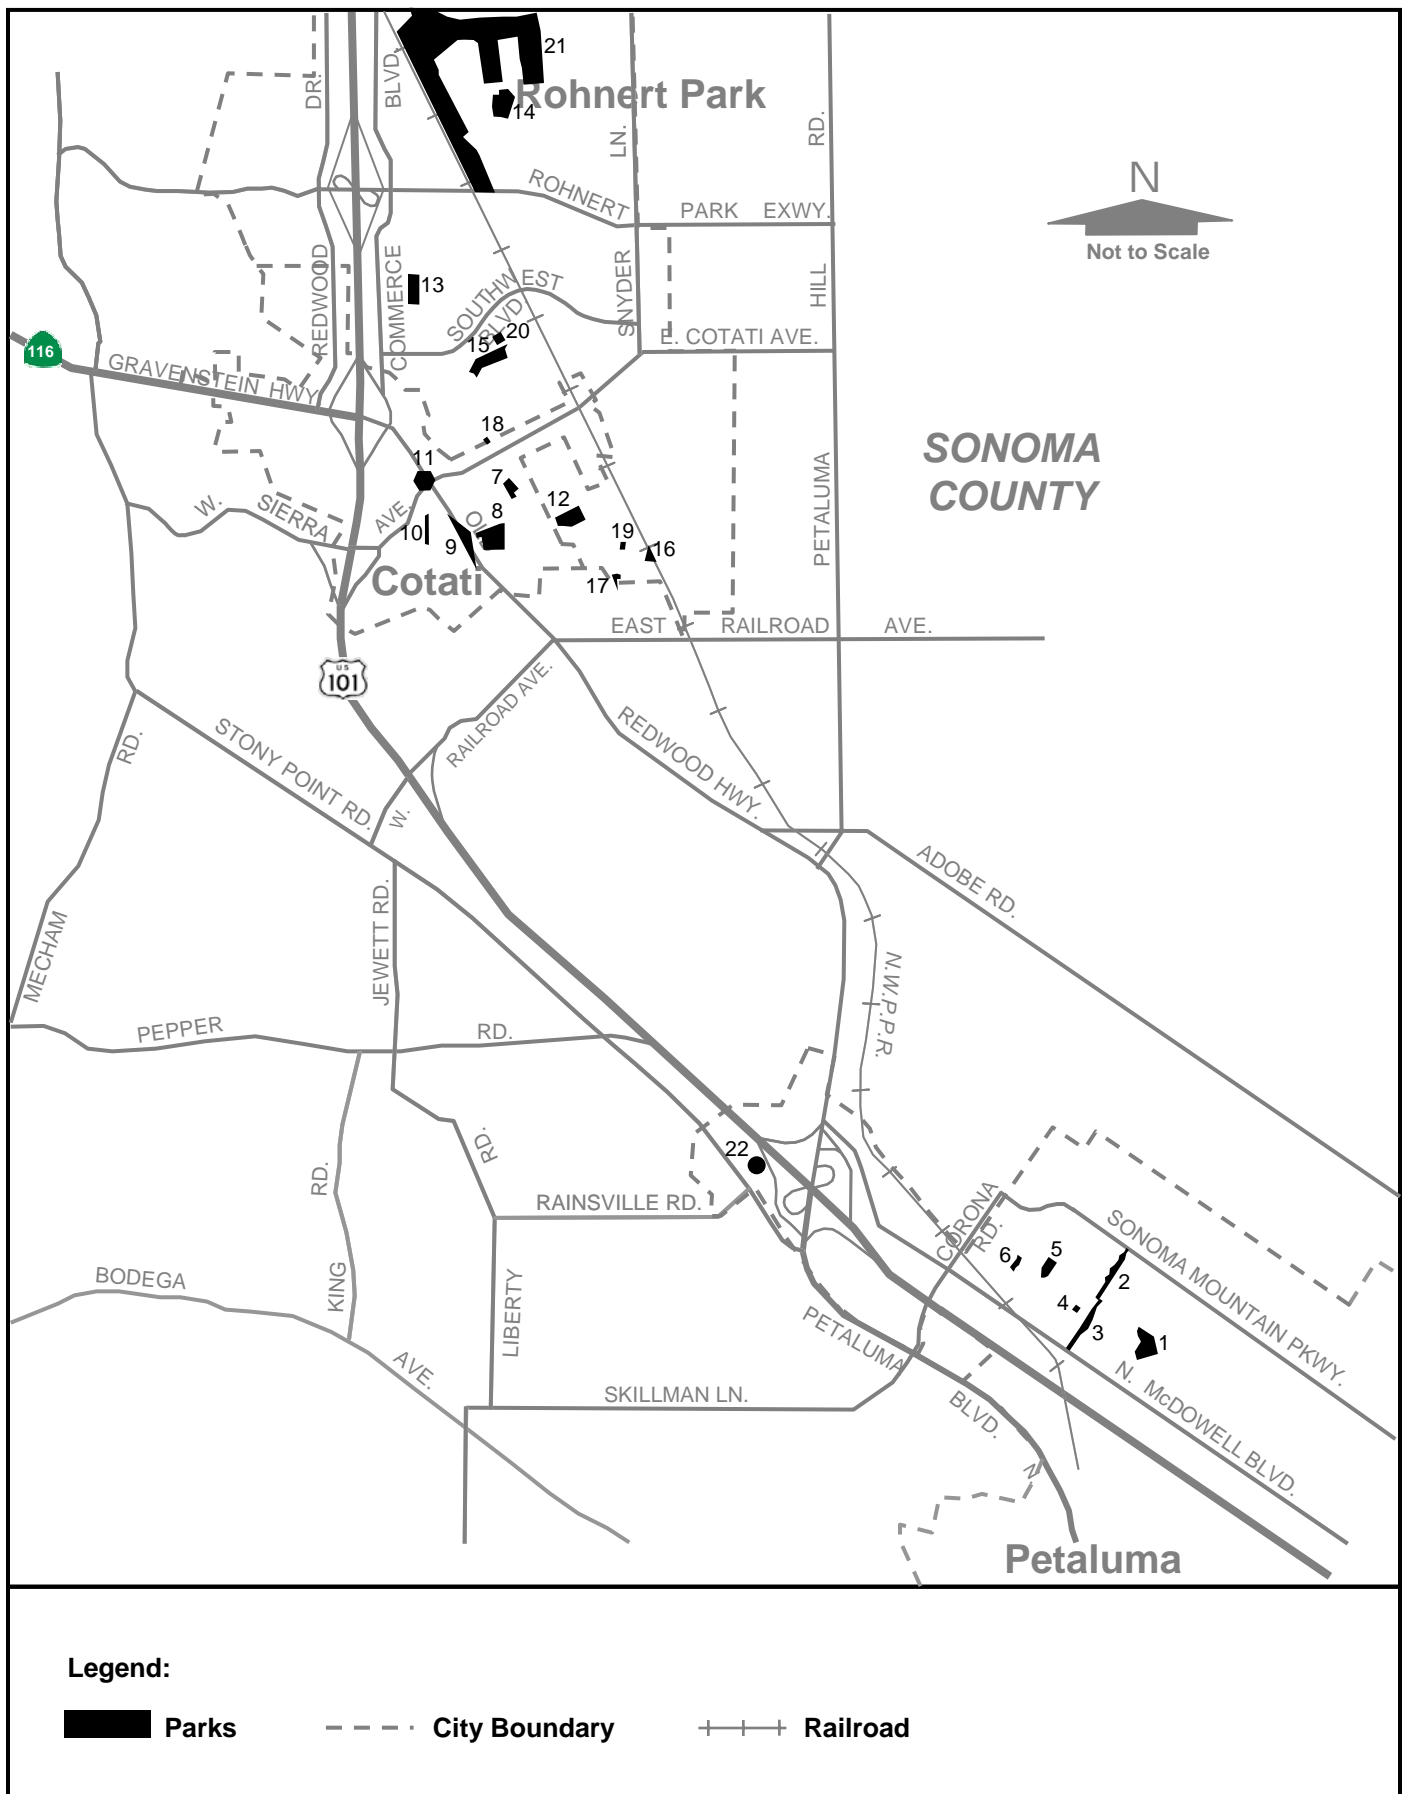 21
DR.
BLVD.
Rohnert Park
14
LN.
RD.
N
ROHNERT
PARK EXWY.
Not to Scale
REDWOOD
COMMERCE
13
SOUTHWEST
BLVD
SNYDER
HILL
20
15
E. COTATI AVE.
116
GRAVENSTEIN HWY
18
SONOMA
COUNTY
11
7
W.
SIERRA
AVE.
8
12
PETALUMA
10
9
OLD
19
16
17
Cotati
EAST
RAILROAD
AVE.
US
101
RAILROAD AVE.
W.
REDWOOD HWY.
RD.
STONY POINT RD.
ADOBE RD.
MECHAM
JEWETT RD.
N.W.P.P.R.
PEPPER
RD.
22
RD.
RD.
RAINSVILLE RD.
CORONA
RD.
SONOMA MOUNTAIN PKWY.
6
5
2
4
3
1
BODEGA
KING
LIBERTY
PETALUMA
AVE.
SKILLMAN LN.
BLVD.
N.
N. McDOWELL BLVD.
Petaluma
Legend:
Parks
City Boundary
Railroad